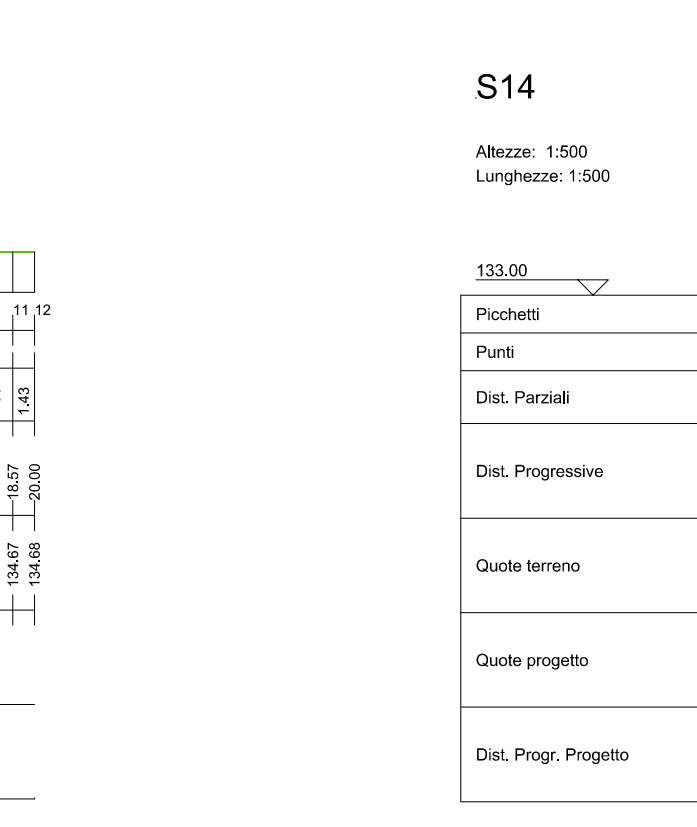 S14
Altezze: 1:500
Lunghezze: 1:500
133.00
Picchetti
Punti
Dist. Parziali
Dist. Progressive
Quote terreno
Quote progetto
Dist. Progr. Progetto
11 12
1.43
18.57
20.00
134.67
134.68